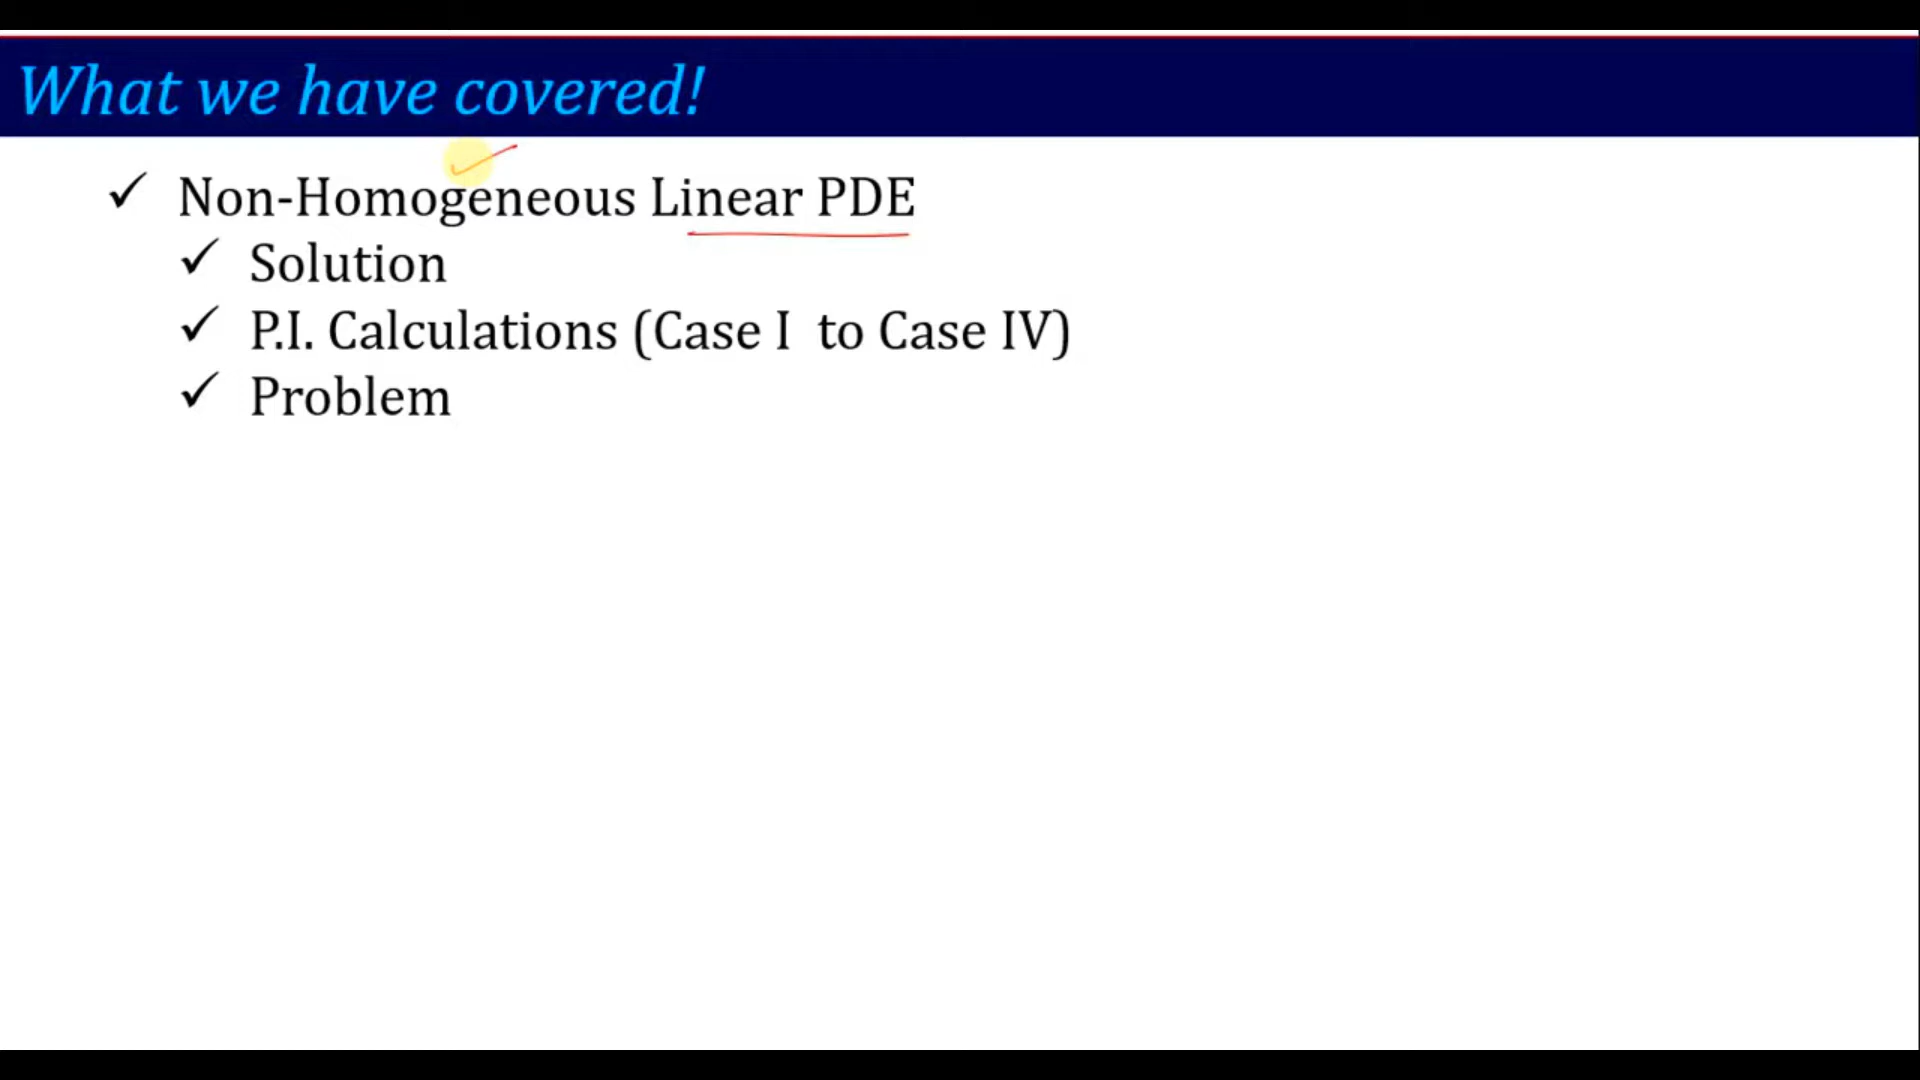 What we have covered!
✓ Non-Homogeneous Linear PDE
✓ Solution
✓ P.I. Calculations (Case I to Case IV)
✓ Problem